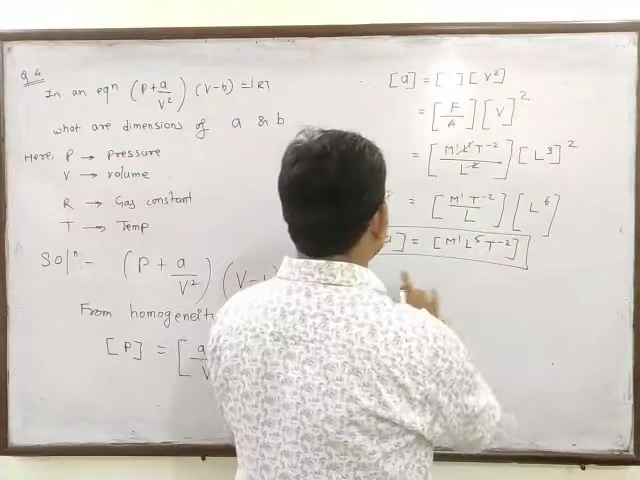 Q.4
In an eqn (P+a/V²) (V-b) = RT
what are dimensions of a & b
Here, P → pressure
V → volume
R → Gas constant
T → Temp
Solⁿ:- (P + a/V²) (V-
From homogeneit
[P] = [a/V
[a] = [ ] [V²]
= [F/A] [V]²
= [M¹L¹T⁻²/L²] [L³]²
= [M¹T⁻²/L] [L⁶]
a] = [M¹L⁵T⁻²]